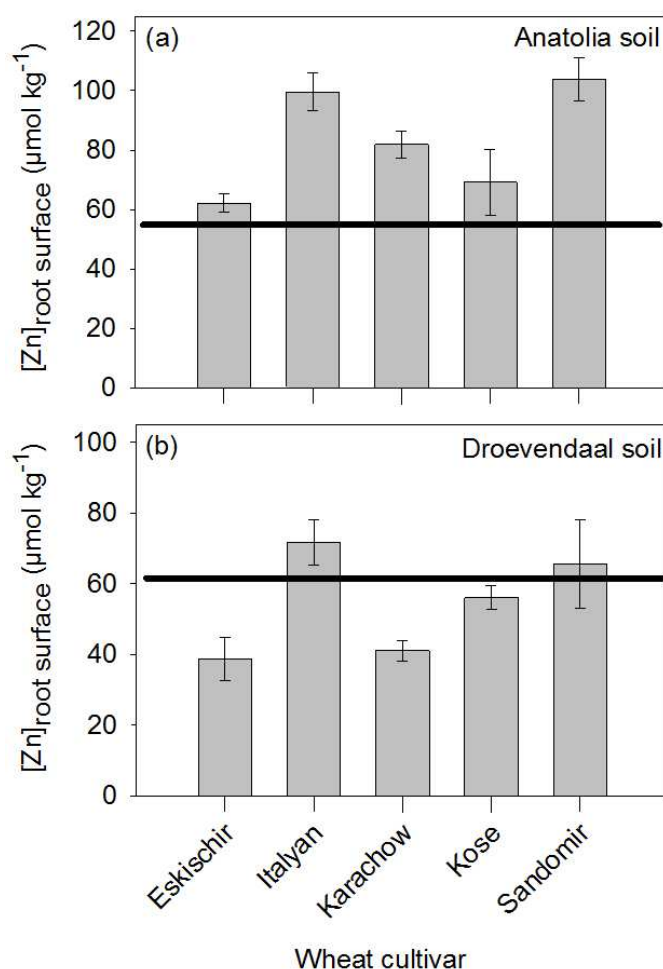 (a) Anatolia soil
[Zn]root surface (µmol kg⁻¹)
120
100
80
60
40
20
0
(b) Droevendaal soil
[Zn]root surface (µmol kg⁻¹)
100
80
60
40
20
0
Eskischir Italyan Karachow Kose Sandomir
Wheat cultivar